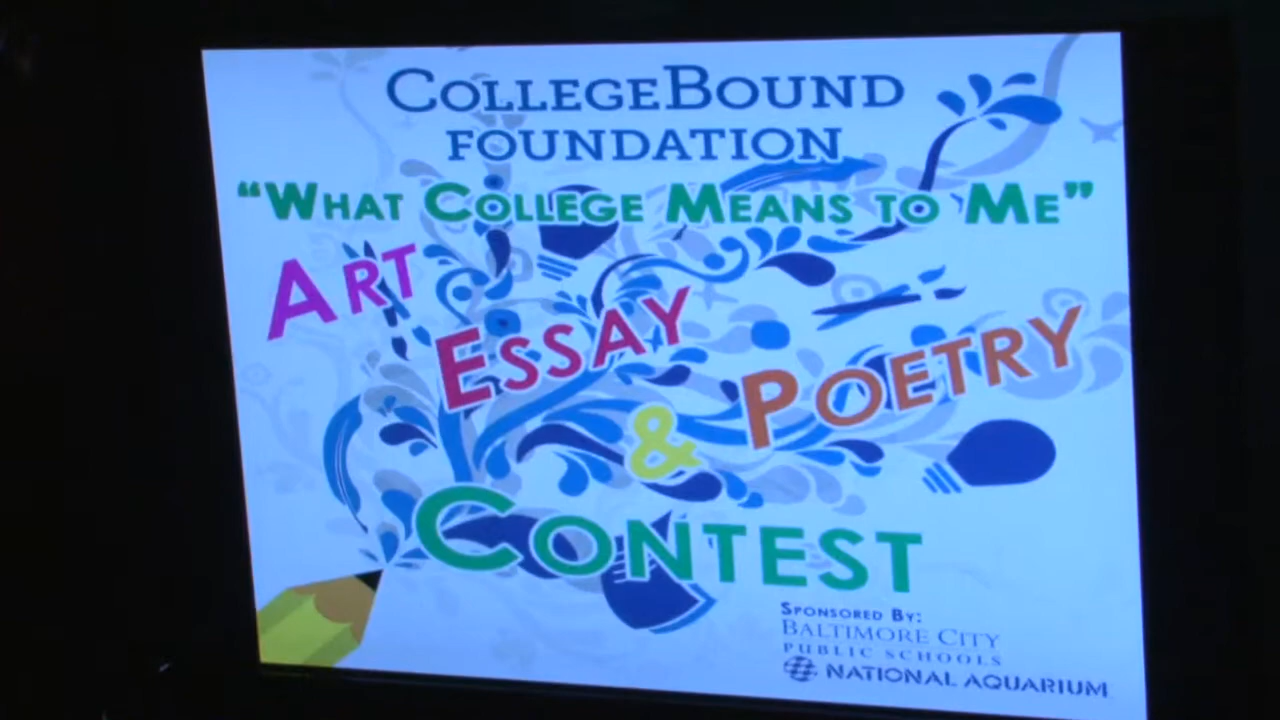 COLLEGEBOUND
FOUNDATION
“WHAT COLLEGE MEANS TO ME”
ART
ESSAY
& POETRY
CONTEST
SPONSORED BY:
BALTIMORE CITY
PUBLIC SCHOOLS
NATIONAL AQUARIUM